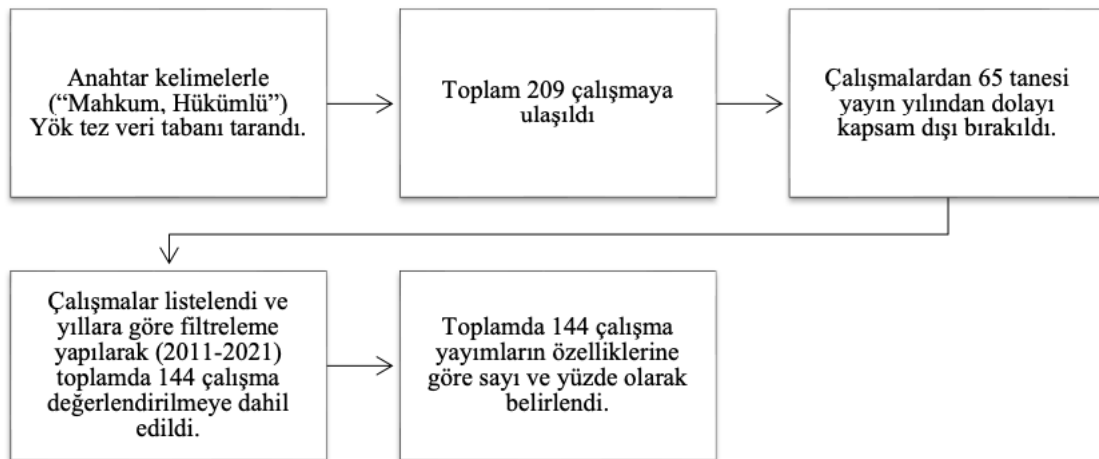 Anahtar kelimelerle
(“Mahkum, Hükümlü”)
Yök tez veri tabanı tarandı.
Toplam 209 çalışmaya
ulaşıldı
Çalışmalardan 65 tanesi
yayın yılından dolayı
kapsam dışı bırakıldı.
Çalışmalar listelendi ve
yıllara göre filtreleme
yapılarak (2011-2021)
toplamda 144 çalışma
değerlendirilmeye dahil
edildi.
Toplamda 144 çalışma
yayımların özelliklerine
göre sayı ve yüzde olarak
belirlendi.